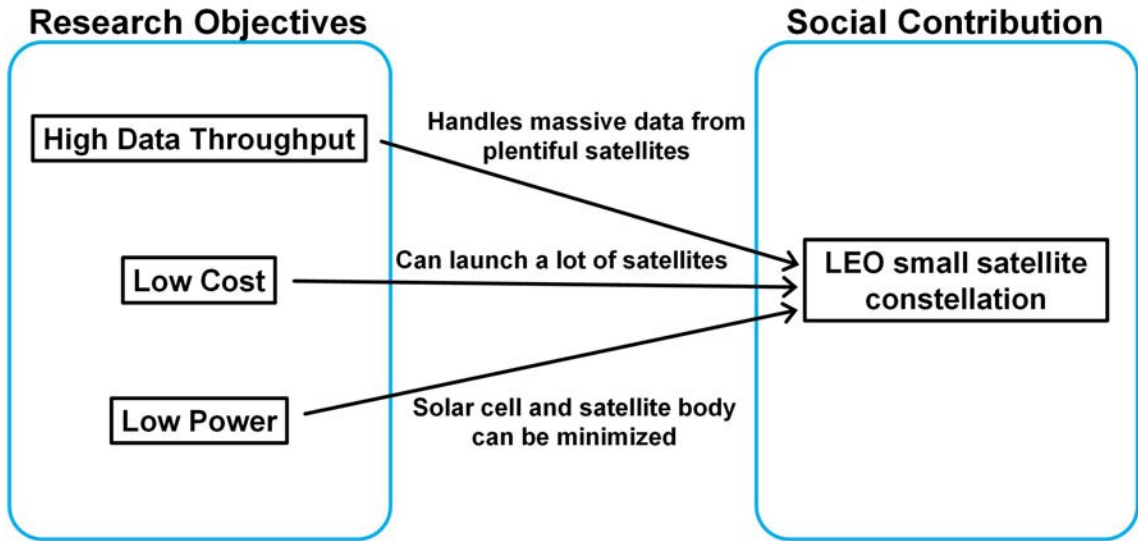 Research Objectives
Social Contribution
High Data Throughput
Handles massive data from
plentiful satellites
Low Cost
Can launch a lot of satellites
LEO small satellite
constellation
Low Power
Solar cell and satellite body
can be minimized